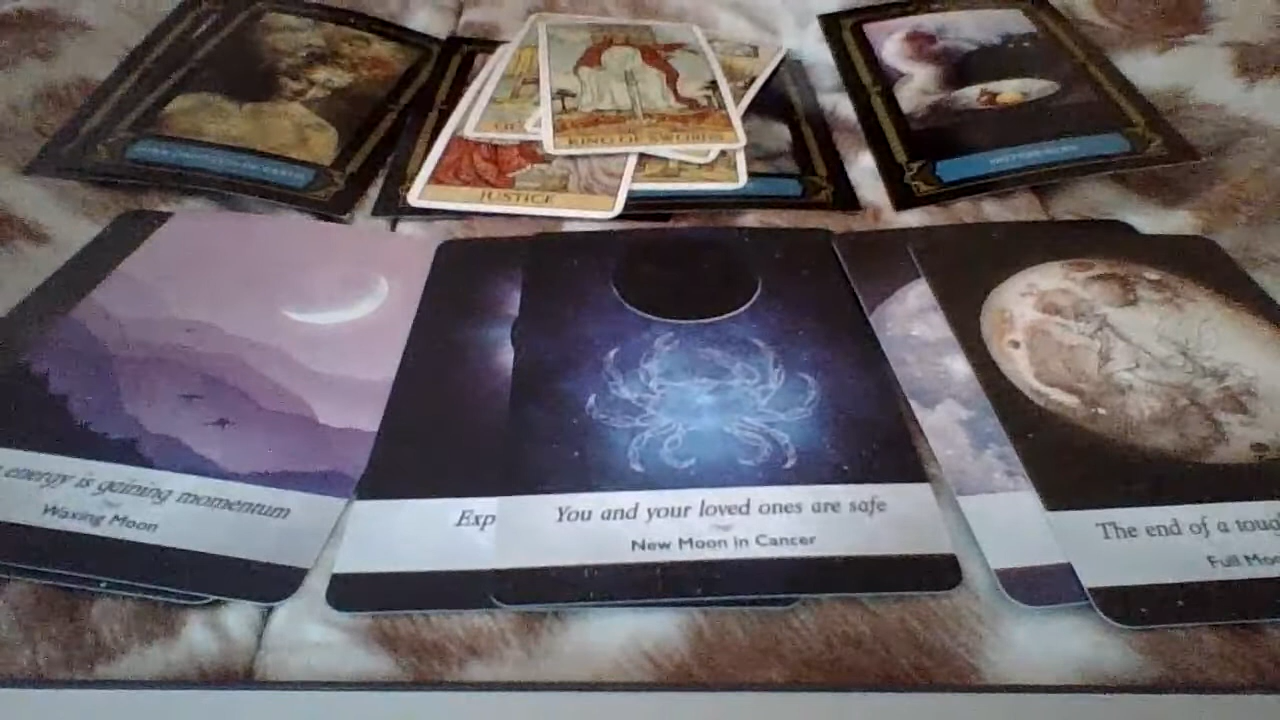 KING OF SWORDS
JUSTICE
energy is gaining momentum
Waxing Moon
Exp
You and your loved ones are safe
New Moon in Cancer
The end of a toug
Full Moo